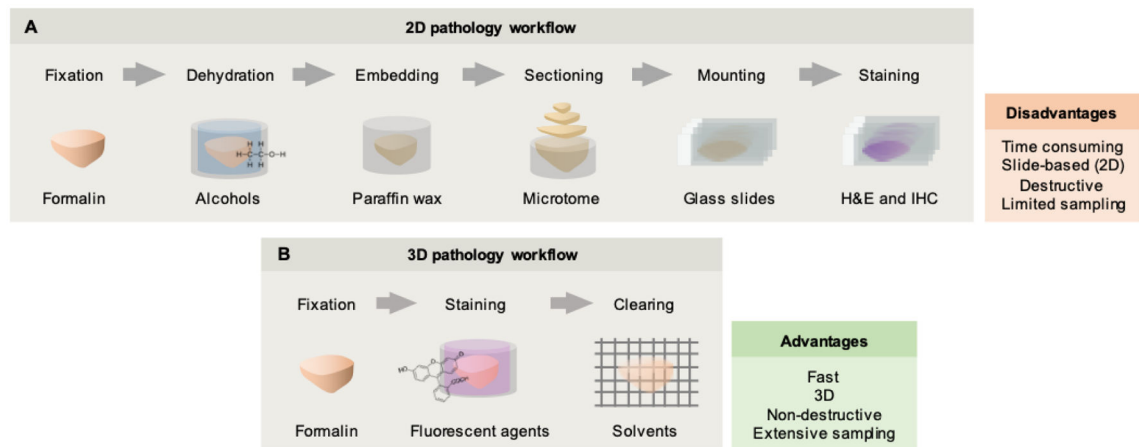 A
2D pathology workflow
Fixation
Dehydration
Embedding
Sectioning
Mounting
Staining
H H
H-C-C-O-H
H H
Formalin
Alcohols
Paraffin wax
Microtome
Glass slides
H&E and IHC
Disadvantages
Time consuming
Slide-based (2D)
Destructive
Limited sampling
B
3D pathology workflow
Fixation
Staining
Clearing
HO
O
O
COOH
Formalin
Fluorescent agents
Solvents
Advantages
Fast
3D
Non-destructive
Extensive sampling